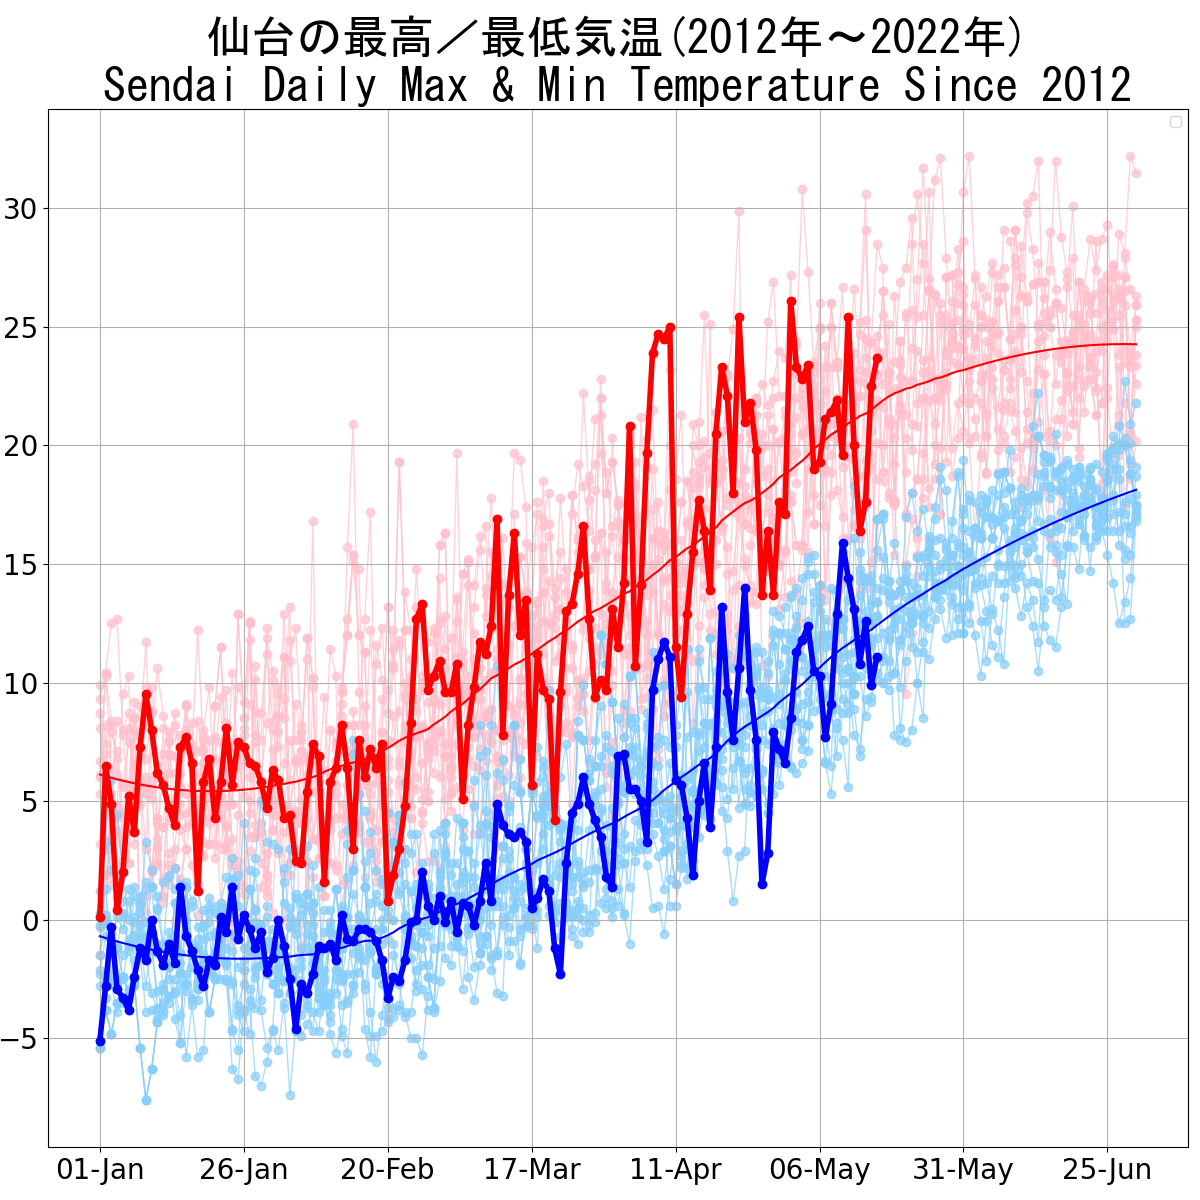 仙台の最高／最低気温(2012年～2022年)
Sendai Daily Max & Min Temperature Since 2012
30
25
20
15
10
5
0
−5
01-Jan 26-Jan 20-Feb 17-Mar 11-Apr 06-May 31-May 25-Jun